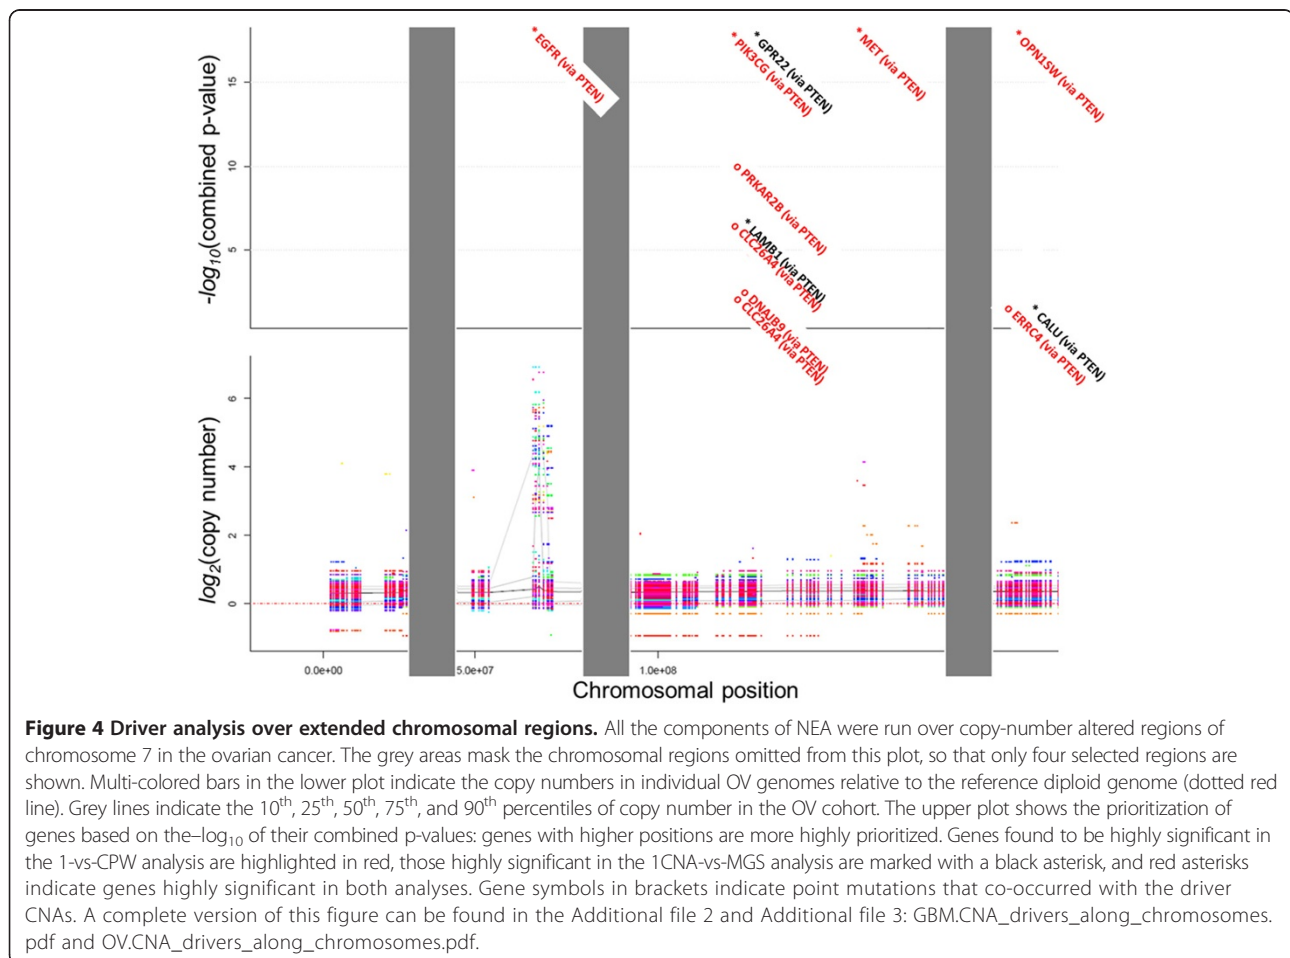 -log10(combined p-value)
15
10
5
* EGFR (via PTEN)
* PIK3CG (via PTEN)
* GPR22 (via PTEN)
* MET (via PTEN)
* OPN1SW (via PTEN)
o PRKAR2B (via PTEN)
* LAMB1 (via PTEN)
o CLC26A4 (via PTEN)
o DNAJB9 (via PTEN)
o CLC26A4 (via PTEN)
* CALU (via PTEN)
o ERRC4 (via PTEN)
log2(copy number)
6
4
2
0
0.0e+00
5.0e+07
1.0e+08
Chromosomal position
Figure 4 Driver analysis over extended chromosomal regions. All the components of NEA were run over copy-number altered regions of
chromosome 7 in the ovarian cancer. The grey areas mask the chromosomal regions omitted from this plot, so that only four selected regions are
shown. Multi-colored bars in the lower plot indicate the copy numbers in individual OV genomes relative to the reference diploid genome (dotted red
line). Grey lines indicate the 10th, 25th, 50th, 75th, and 90th percentiles of copy number in the OV cohort. The upper plot shows the prioritization of
genes based on the–log10 of their combined p-values: genes with higher positions are more highly prioritized. Genes found to be highly significant in
the 1-vs-CPW analysis are highlighted in red, those highly significant in the 1CNA-vs-MGS analysis are marked with a black asterisk, and red asterisks
indicate genes highly significant in both analyses. Gene symbols in brackets indicate point mutations that co-occurred with the driver
CNAs. A complete version of this figure can be found in the Additional file 2 and Additional file 3: GBM.CNA_drivers_along_chromosomes.
pdf and OV.CNA_drivers_along_chromosomes.pdf.